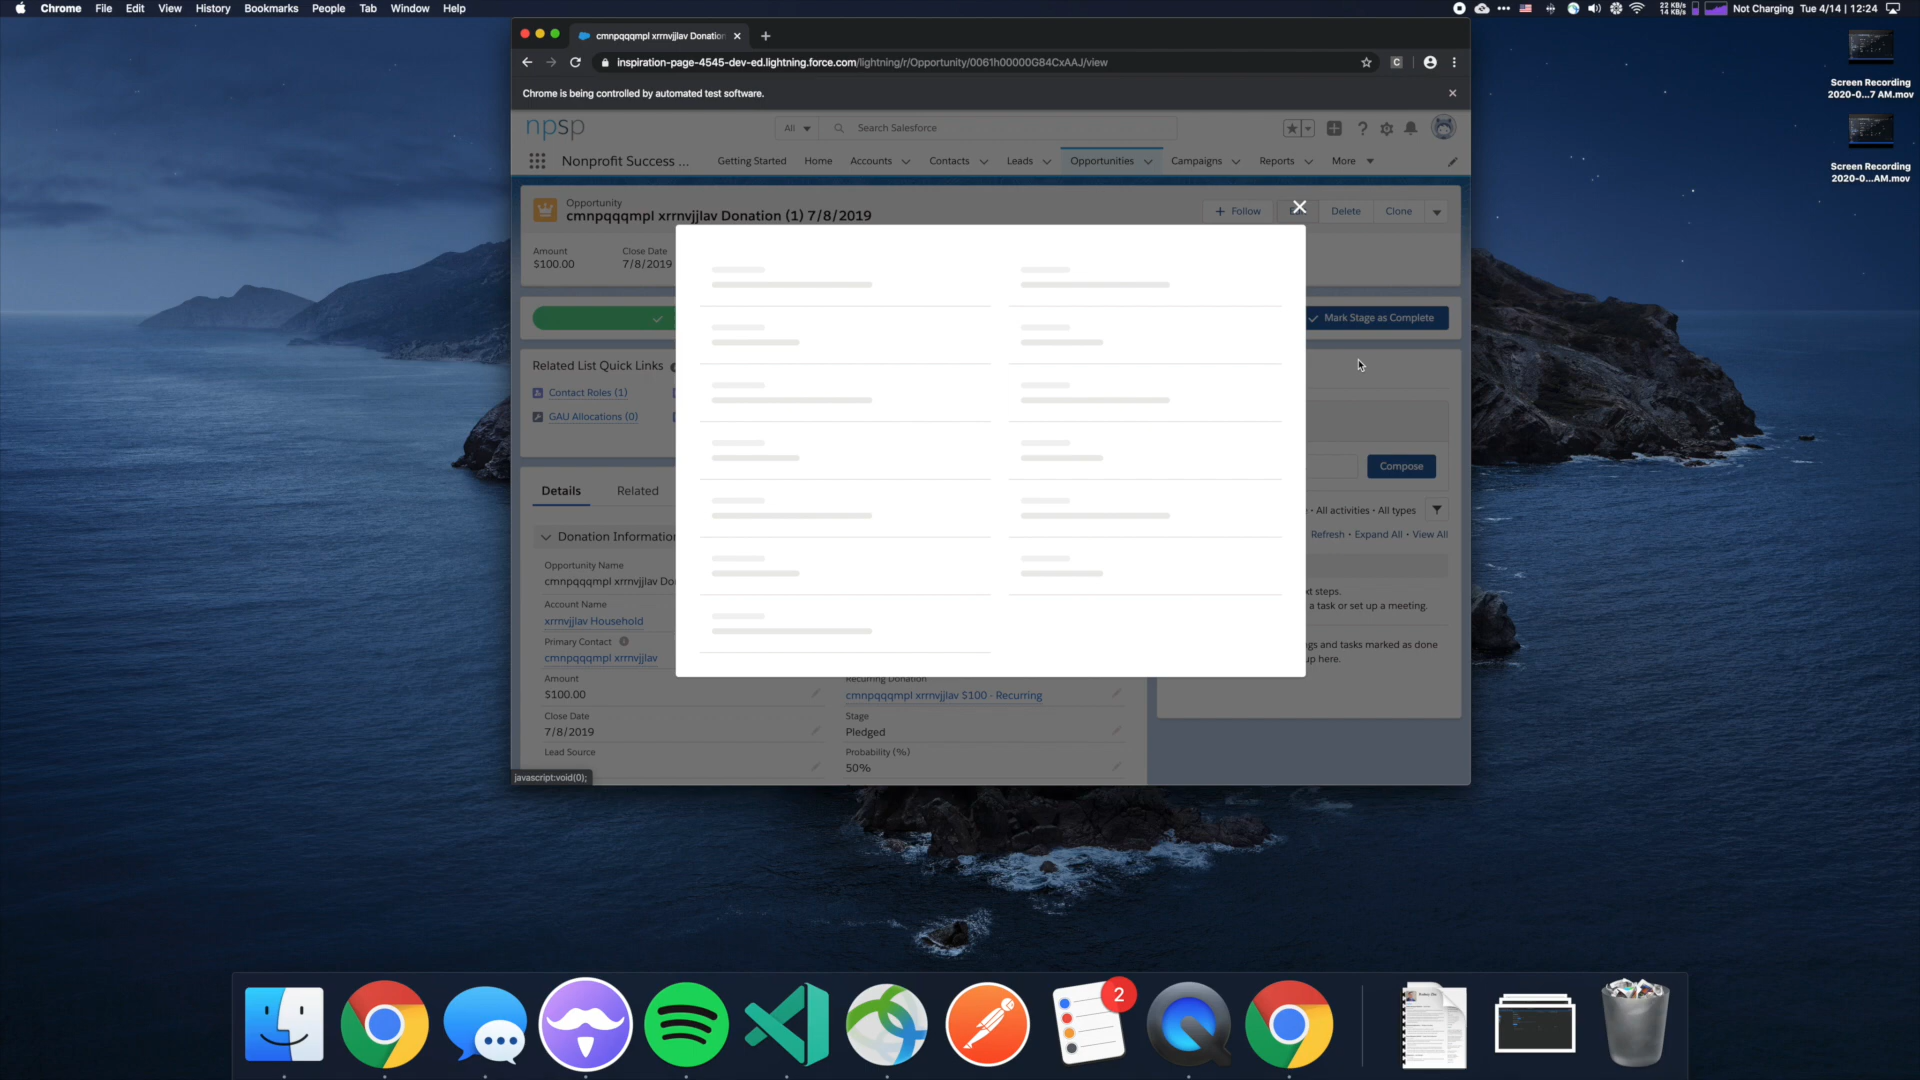 Chrome File Edit View History Bookmarks People Tab Window Help
22 KB/s
14 KB/s
Not Charging Tue 4/14 | 12:24
Screen Recording
2020-0...7 AM.mov
Screen Recording
2020-0...AM.mov
cmnpqqqmpl xrrnvjjlav Donation
inspiration-page-4545-dev-ed.lightning.force.com/lightning/r/Opportunity/0061h00000G84CxAAJ/view
C
Chrome is being controlled by automated test software.
npsp
All
Search Salesforce
Nonprofit Success ...
Getting Started Home Accounts Contacts Leads Opportunities Campaigns Reports More
Opportunity
cmnpqqqmpl xrrnvjjlav Donation (1) 7/8/2019
+ Follow
Delete
Clone
Amount
$100.00
Close Date
7/8/2019
Mark Stage as Complete
Related List Quick Links
Contact Roles (1)
GAU Allocations (0)
Compose
Details
Related
• All activities • All types
Refresh • Expand All • View All
Donation Information
Opportunity Name
cmnpqqqmpl xrrnvjjlav Do
Account Name
xrrnvjjlav Household
Primary Contact
cmnpqqqmpl xrrnvjjlav
Amount
$100.00
Close Date
7/8/2019
Lead Source
Recurring Donation
cmnpqqqmpl xrrnvjjlav $100 - Recurring
Stage
Pledged
Probability (%)
50%
xt steps.
a task or set up a meeting.
gs and tasks marked as done
up here.
javascript:void(0);
2